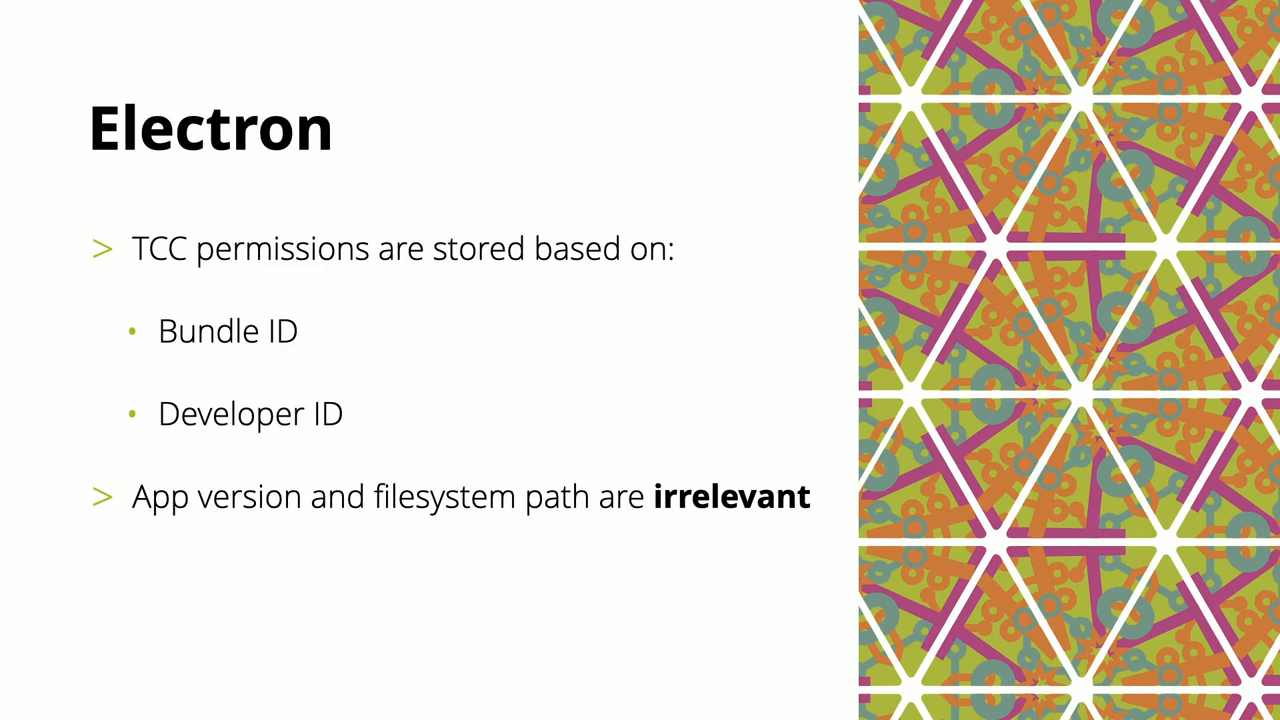 Electron
> TCC permissions are stored based on:
• Bundle ID
• Developer ID
> App version and filesystem path are irrelevant